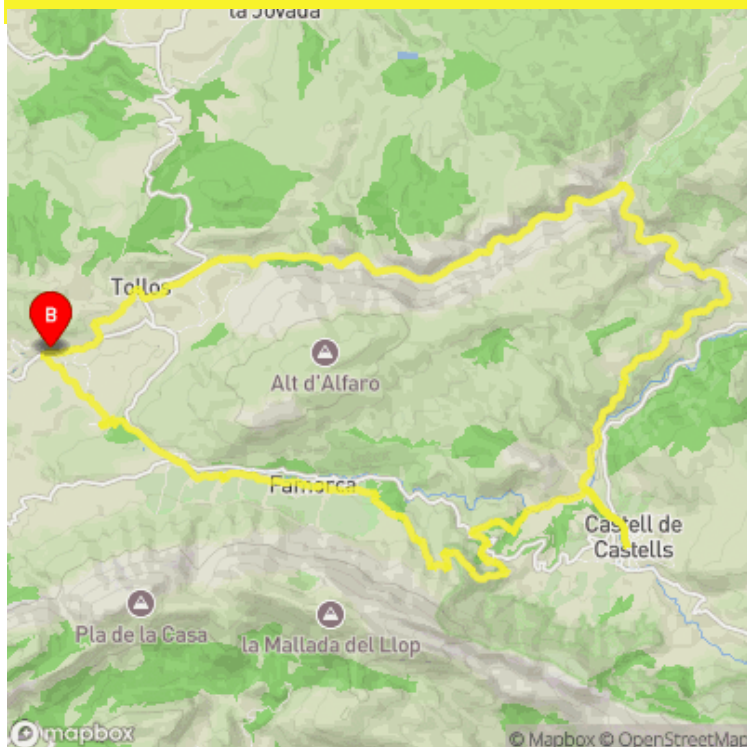 la Jovada
Tollos
B
Alt d'Alfaro
Famorca
Castell de
Castells
Pla de la Casa
la Mallada del Llop
mapbox
© Mapbox © OpenStreetMap